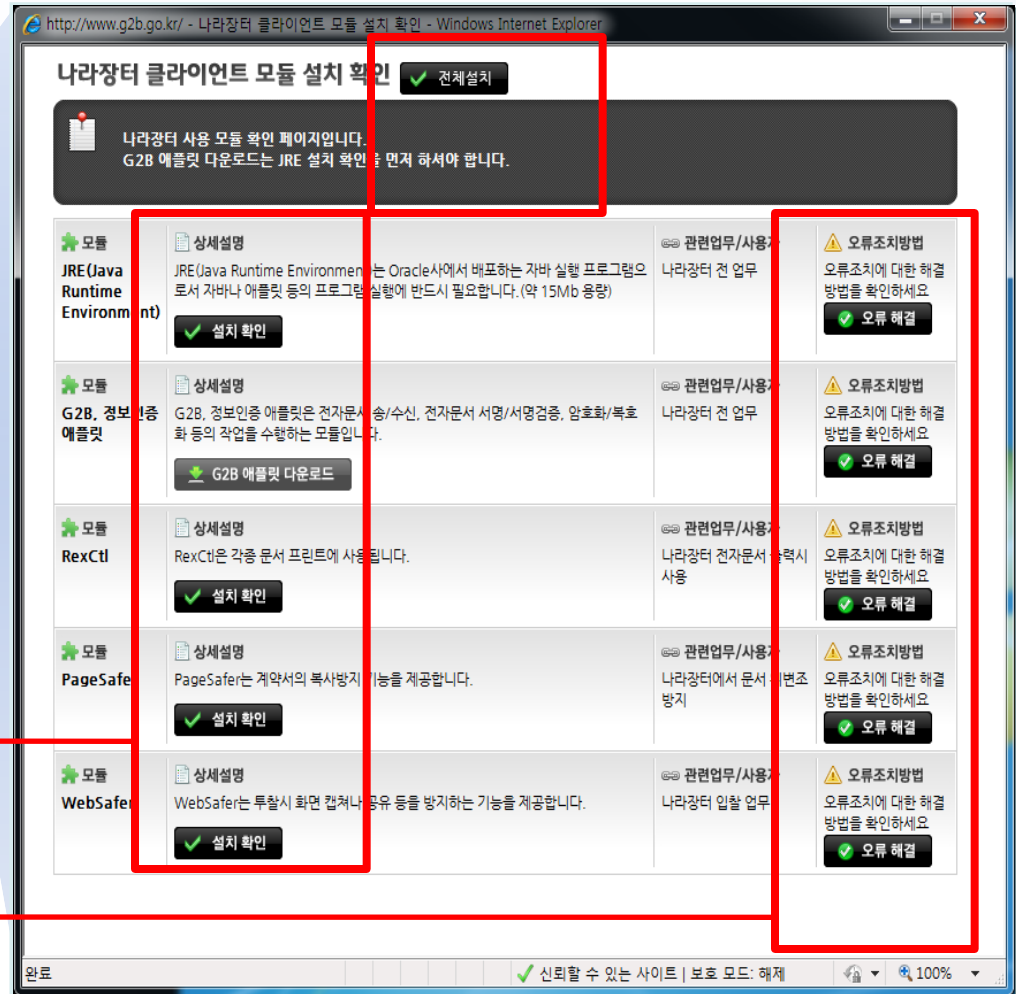 http://www.g2b.go.kr/ - 나라장터 클라이언트 모듈 설치 확인 - Windows Internet Explorer
나라장터 클라이언트 모듈 설치 확인 전체설치
나라장터 사용 모듈 확인 페이지입니다.
G2B 애플릿 다운로드는 JRE 설치 확인을 먼저 하셔야 합니다.
모듈
JRE(Java
Runtime
Environment)
상세설명
JRE(Java Runtime Environment)는 Oracle사에서 배포하는 자바 실행 프로그램으
로서 자바나 애플릿 등의 프로그램 실행에 반드시 필요합니다.(약 15Mb 용량)
설치 확인
관련업무/사용자
나라장터 전 업무
오류조치방법
오류조치에 대한 해결
방법을 확인하세요
오류 해결
모듈
G2B, 정보인증
애플릿
상세설명
G2B, 정보인증 애플릿은 전자문서 송/수신, 전자문서 서명/서명검증, 암호화/복호
화 등의 작업을 수행하는 모듈입니다.
G2B 애플릿 다운로드
관련업무/사용자
나라장터 전 업무
오류조치방법
오류조치에 대한 해결
방법을 확인하세요
오류 해결
모듈
RexCtl
상세설명
RexCtl은 각종 문서 프린트에 사용됩니다.
설치 확인
관련업무/사용자
나라장터 전자문서 출력시
사용
오류조치방법
오류조치에 대한 해결
방법을 확인하세요
오류 해결
모듈
PageSafer
상세설명
PageSafer는 계약서의 복사방지 기능을 제공합니다.
설치 확인
관련업무/사용자
나라장터에서 문서 위변조
방지
오류조치방법
오류조치에 대한 해결
방법을 확인하세요
오류 해결
모듈
WebSafer
상세설명
WebSafer는 투찰시 화면 캡쳐나 공유 등을 방지하는 기능을 제공합니다.
설치 확인
관련업무/사용자
나라장터 입찰 업무
오류조치방법
오류조치에 대한 해결
방법을 확인하세요
오류 해결
완료 신뢰할 수 있는 사이트 | 보호 모드: 해제 100%